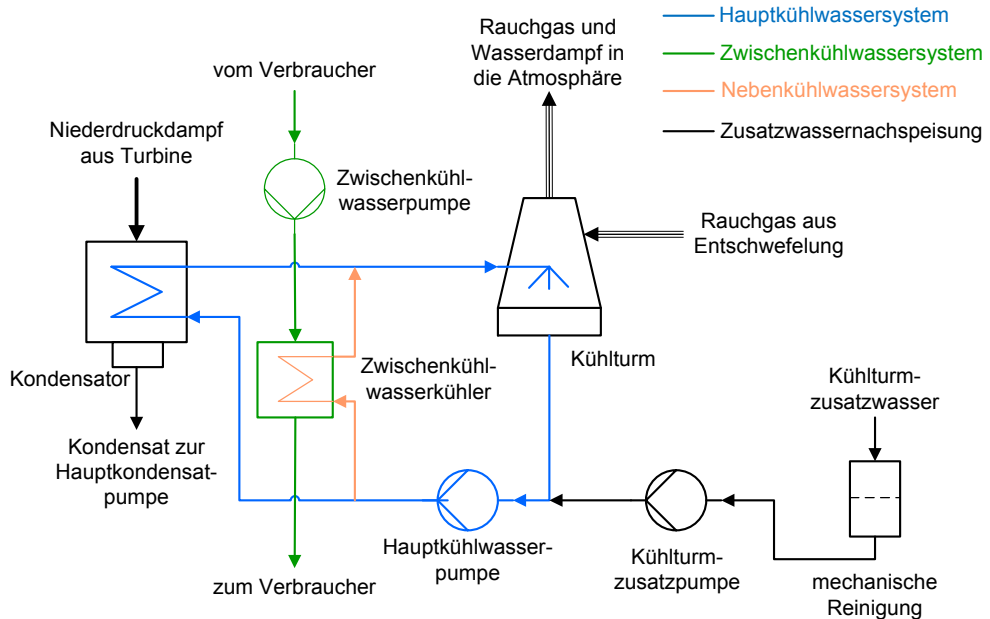 Rauchgas und
Wasserdampf in
die Atmosphäre
Hauptkühlwassersystem
Zwischenkühlwassersystem
Nebenkühlwassersystem
Zusatzwassernachspeisung
vom Verbraucher
Niederdruckdampf
aus Turbine
Zwischenkühl-
wasserpumpe
Rauchgas aus
Entschwefelung
Kühlturm
Kondensator
Zwischenkühl-
wasserkühler
Kühlturm-
zusatzwasser
Kondensat zur
Hauptkondensat-
pumpe
Hauptkühlwasser-
pumpe
Kühlturm-
zusatzpumpe
zum Verbraucher
mechanische
Reinigung